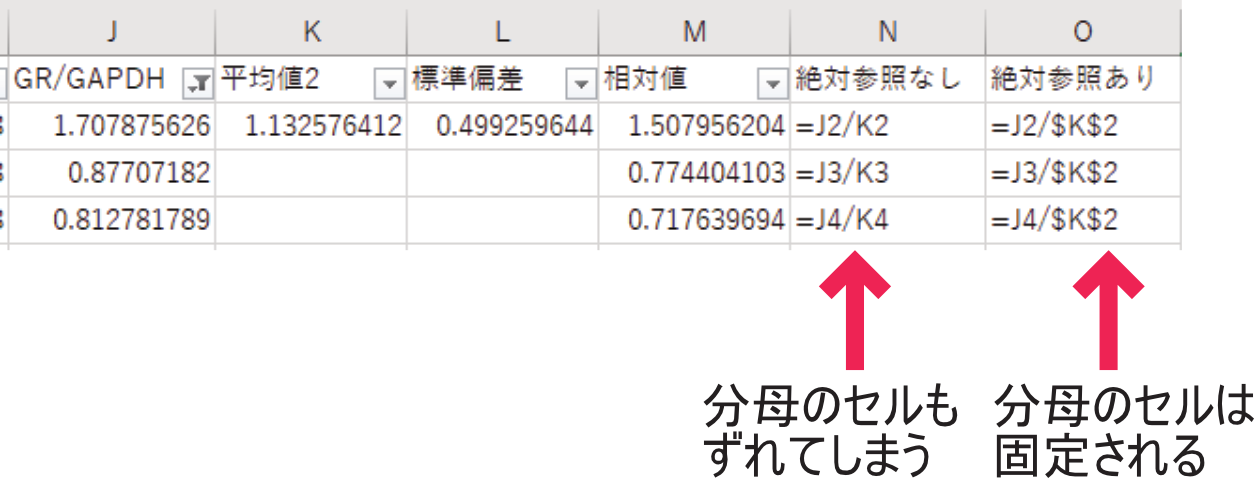 J K L M N O
GR/GAPDH 平均値2 標準偏差 相対値 絶対参照なし 絶対参照あり
1.707875626 1.132576412 0.499259644 1.507956204 =J2/K2 =J2/$K$2
0.87707182 0.774404103 =J3/K3 =J3/$K$2
0.812781789 0.717639694 =J4/K4 =J4/$K$2
分母のセルも
ずれてしまう
分母のセルは
固定される